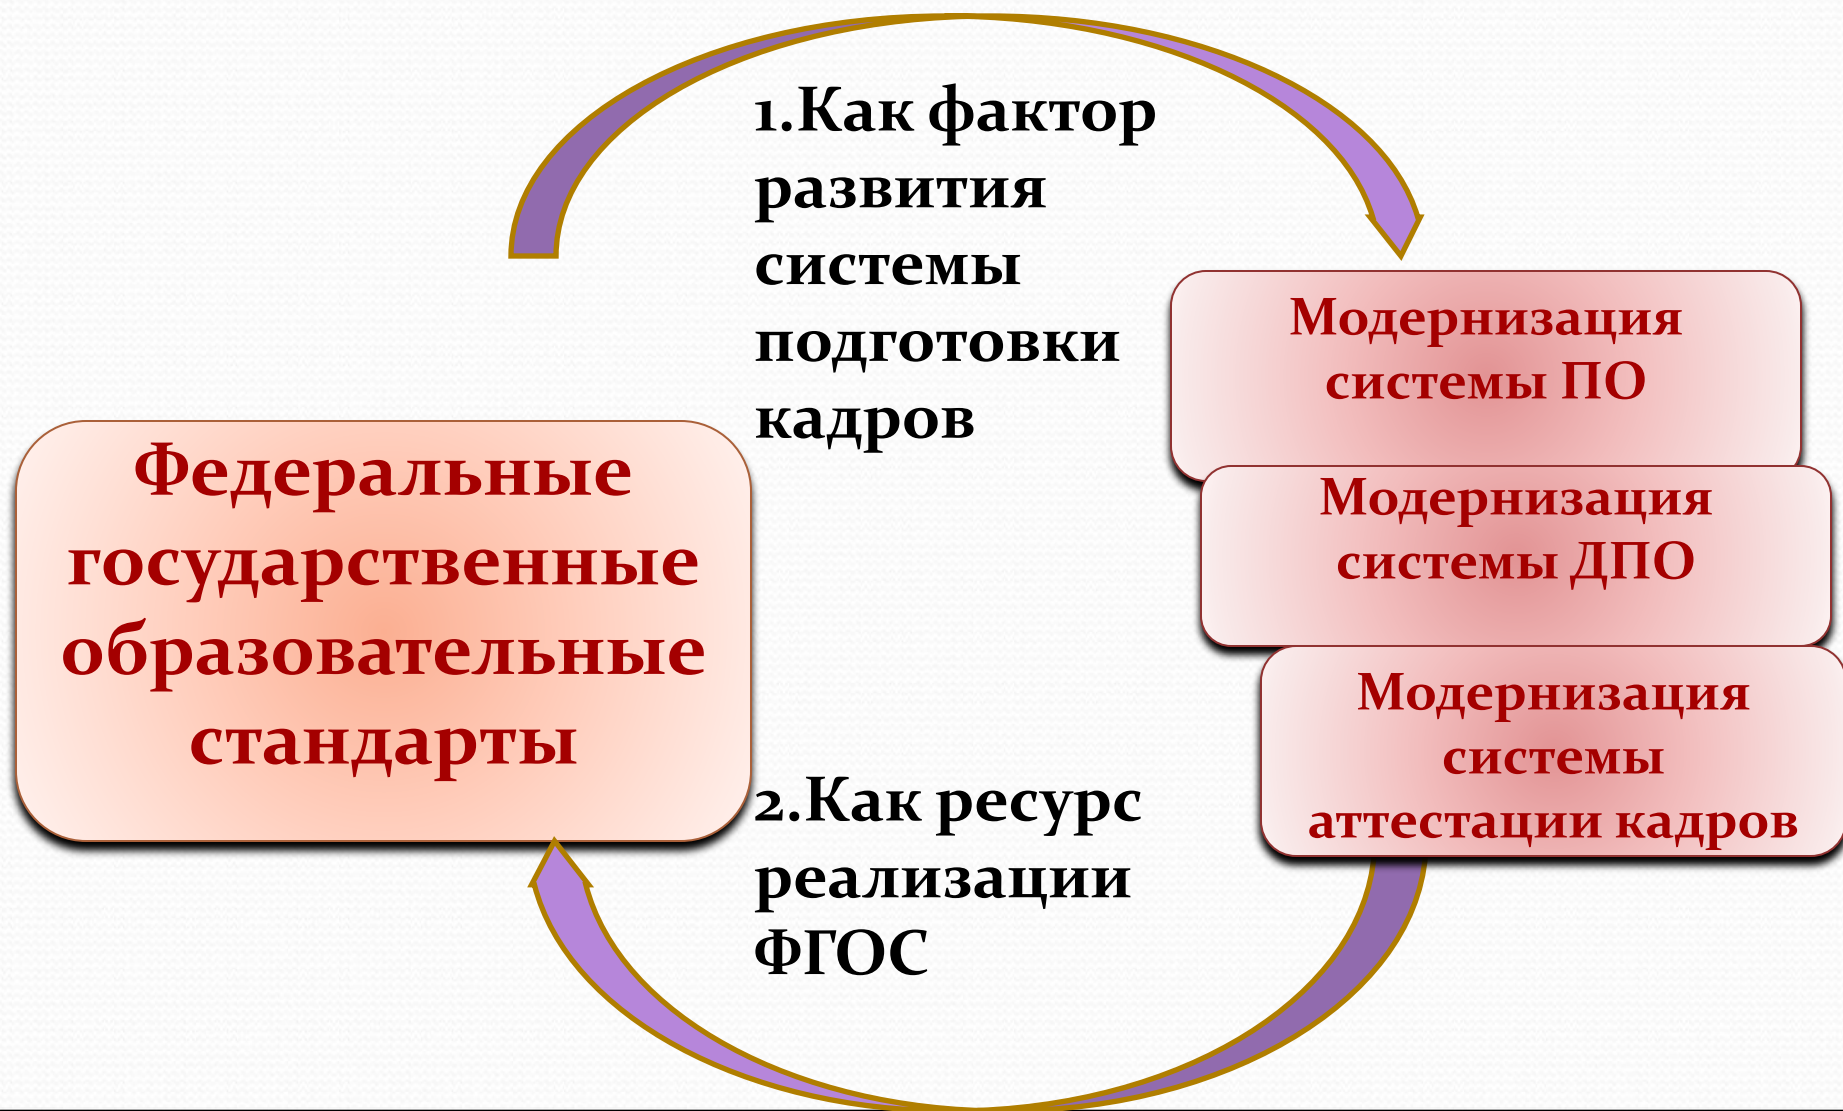 1.Как фактор
развития
системы
подготовки
кадров
Модернизация
системы ПО
Модернизация
системы ДПО
Модернизация
системы
аттестации кадров
Федеральные
государственные
образовательные
стандарты
2.Как ресурс
реализации
ФГОС